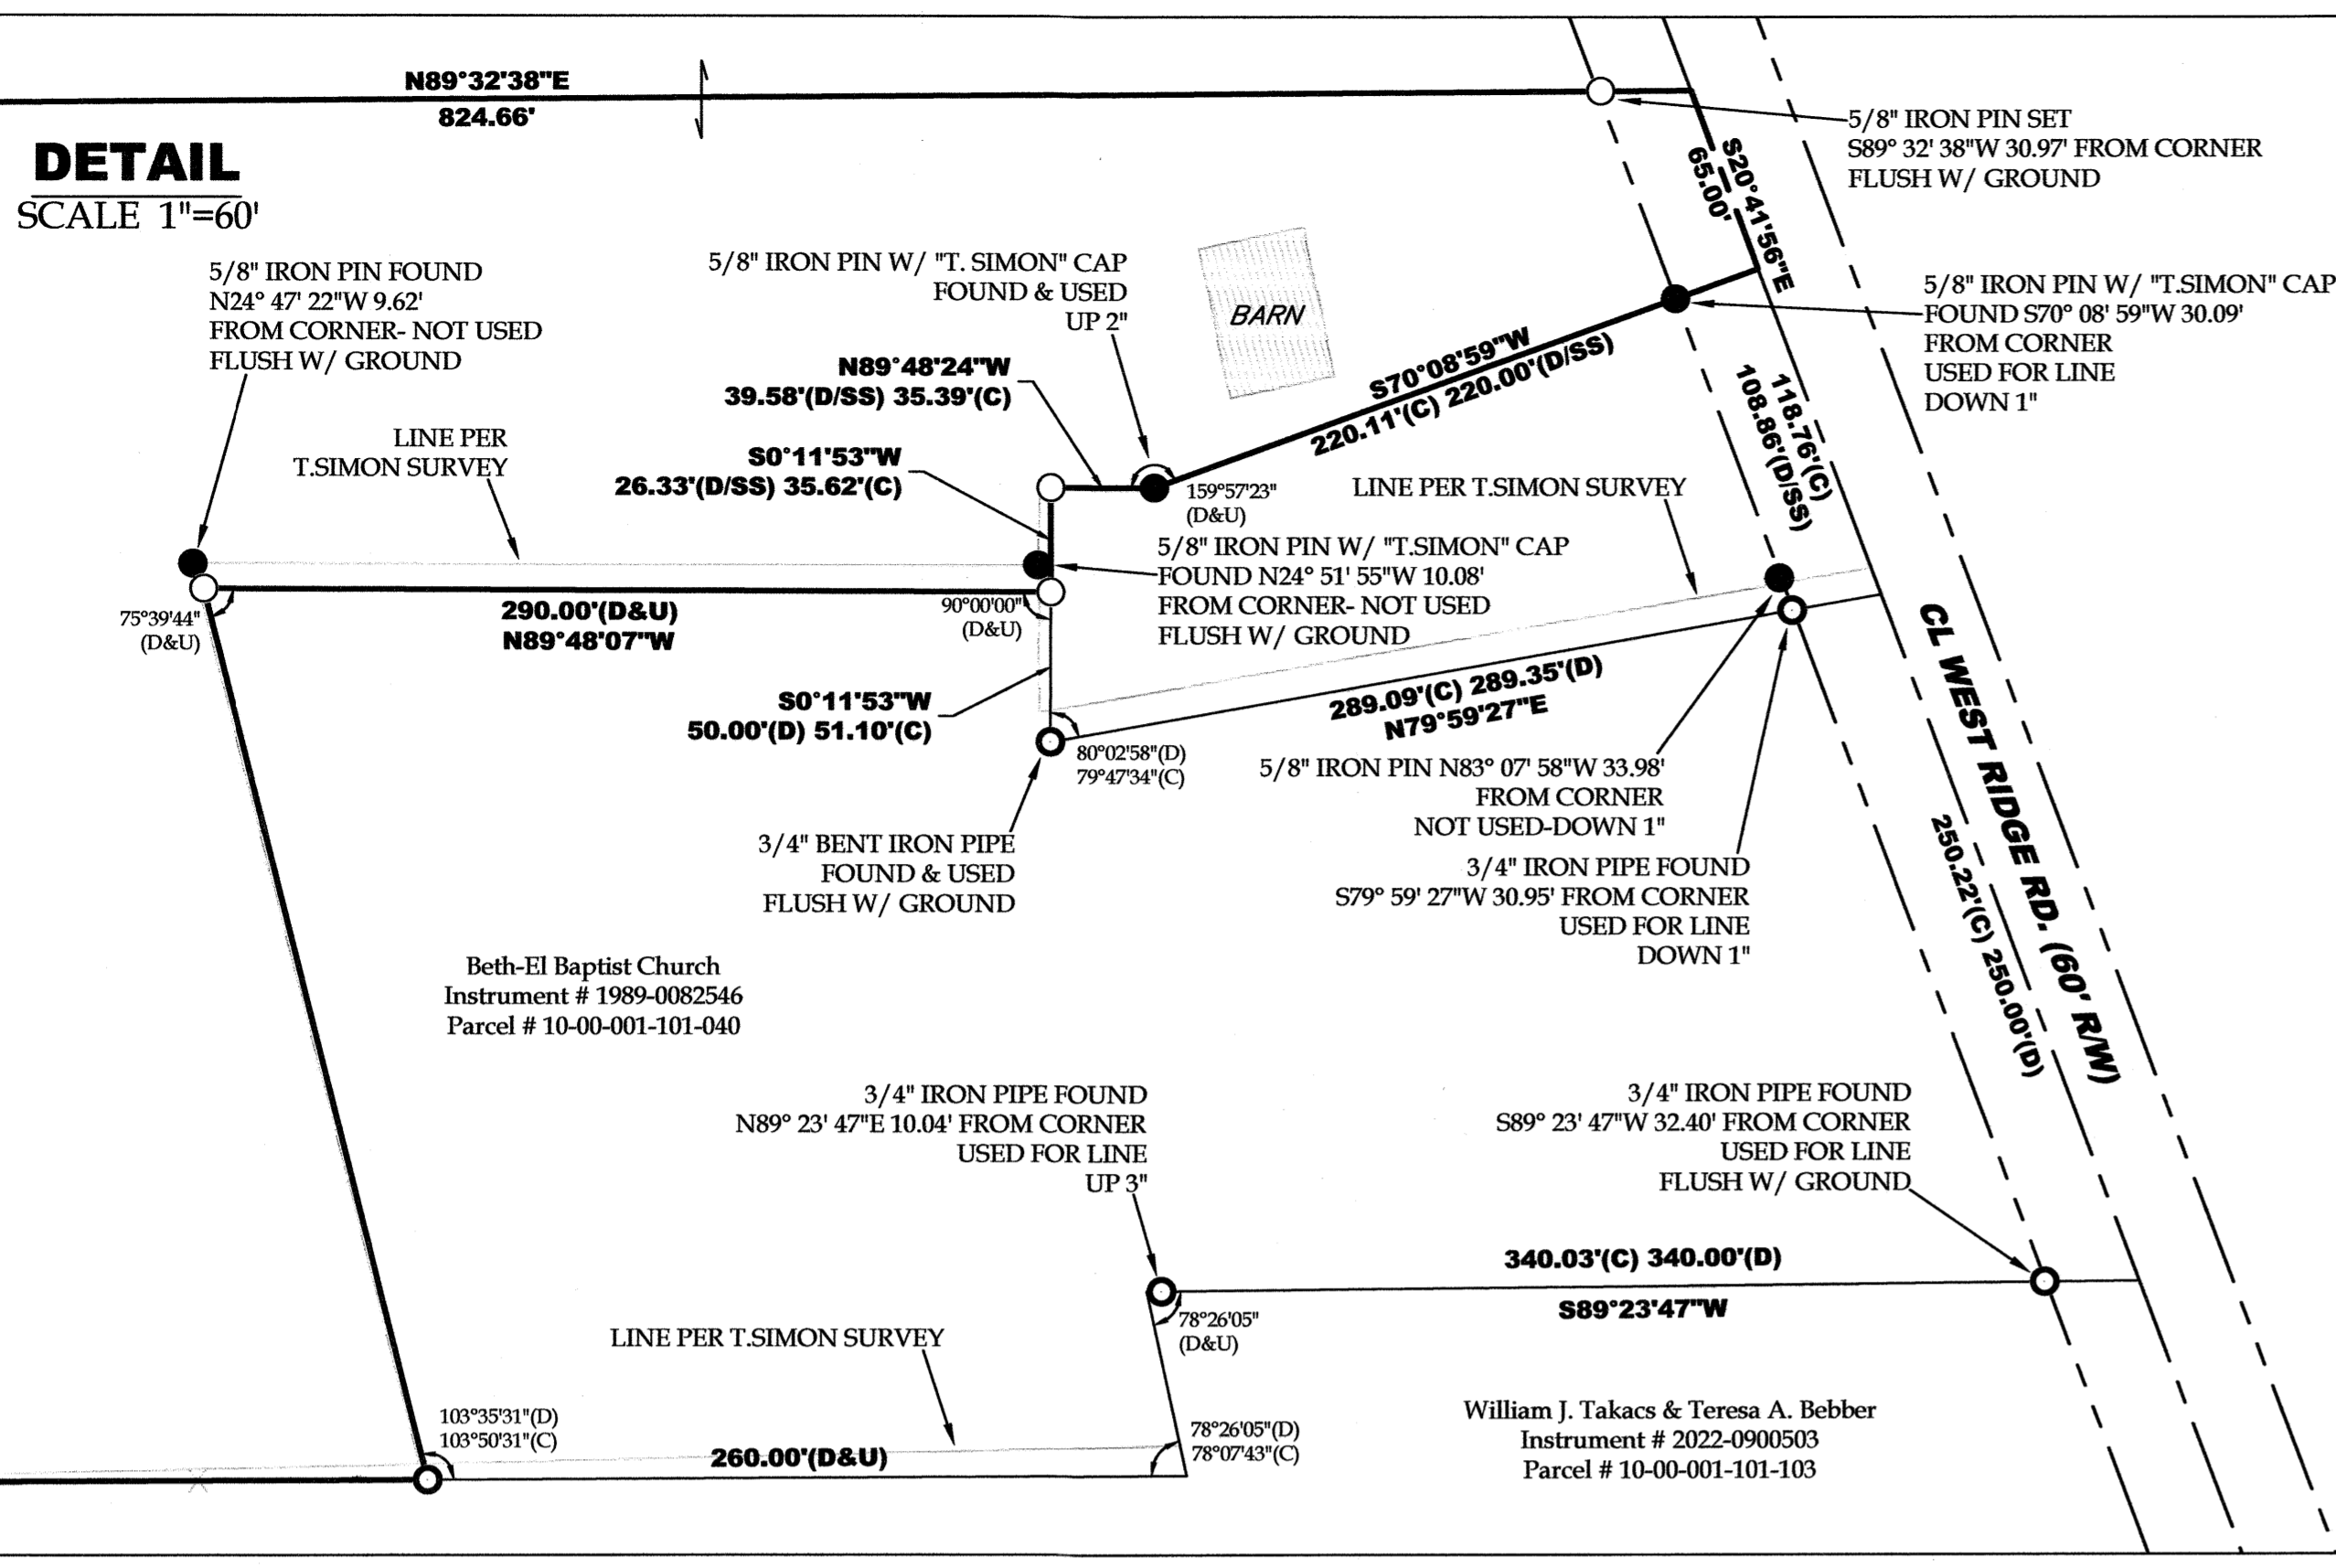 N89°32'38"E
824.66'
DETAIL
SCALE 1"=60'
5/8" IRON PIN SET
S89° 32' 38"W 30.97' FROM CORNER
FLUSH W/ GROUND
S20°41'56"E
65.00'
5/8" IRON PIN FOUND
N24° 47' 22"W 9.62'
FROM CORNER- NOT USED
FLUSH W/ GROUND
5/8" IRON PIN W/ "T. SIMON" CAP
FOUND & USED
UP 2"
BARN
5/8" IRON PIN W/ "T.SIMON" CAP
FOUND S70° 08' 59"W 30.09'
FROM CORNER
USED FOR LINE
DOWN 1"
N89°48'24"W
39.58'(D/SS) 35.39'(C)
S70°08'59"W
220.11'(C) 220.00'(D/SS)
118.76'(C)
108.86'(D/SS)
LINE PER
T.SIMON SURVEY
S0°11'53"W
26.33'(D/SS) 35.62'(C)
159°57'23"
(D&U)
LINE PER T.SIMON SURVEY
5/8" IRON PIN W/ "T.SIMON" CAP
FOUND N24° 51' 55"W 10.08'
FROM CORNER- NOT USED
FLUSH W/ GROUND
75°39'44"
(D&U)
290.00'(D&U)
N89°48'07"W
90°00'00"
(D&U)
S0°11'53"W
50.00'(D) 51.10'(C)
289.09'(C) 289.35'(D)
N79°59'27"E
80°02'58"(D)
79°47'34"(C)
CL WEST RIDGE RD. (60' R/W)
5/8" IRON PIN N83° 07' 58"W 33.98'
FROM CORNER
NOT USED-DOWN 1"
3/4" BENT IRON PIPE
FOUND & USED
FLUSH W/ GROUND
3/4" IRON PIPE FOUND
S79° 59' 27"W 30.95' FROM CORNER
USED FOR LINE
DOWN 1"
250.22'(C) 250.00'(D)
Beth-El Baptist Church
Instrument # 1989-0082546
Parcel # 10-00-001-101-040
3/4" IRON PIPE FOUND
N89° 23' 47"E 10.04' FROM CORNER
USED FOR LINE
UP 3"
3/4" IRON PIPE FOUND
S89° 23' 47"W 32.40' FROM CORNER
USED FOR LINE
FLUSH W/ GROUND
340.03'(C) 340.00'(D)
S89°23'47"W
78°26'05"
(D&U)
LINE PER T.SIMON SURVEY
103°35'31"(D)
103°50'31"(C)
260.00'(D&U)
78°26'05"(D)
78°07'43"(C)
William J. Takacs & Teresa A. Bebber
Instrument # 2022-0900503
Parcel # 10-00-001-101-103